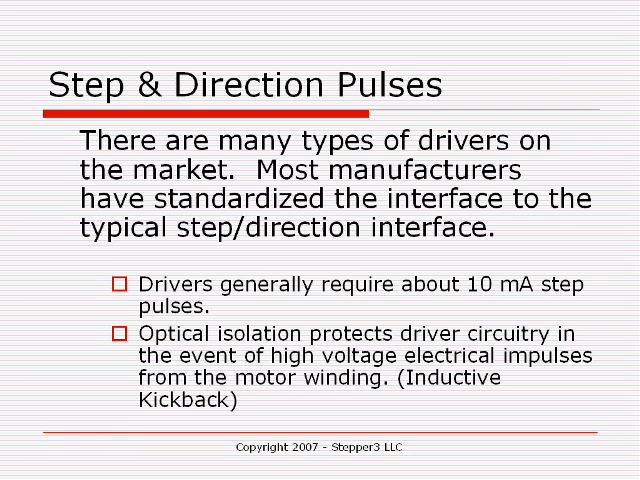 Step & Direction Pulses
There are many types of drivers on
the market.  Most manufacturers
have standardized the interface to the
typical step/direction interface.
Drivers generally require about 10 mA step
pulses.
Optical isolation protects driver circuitry in
the event of high voltage electrical impulses
from the motor winding. (Inductive
Kickback)
Copyright 2007 - Stepper3 LLC